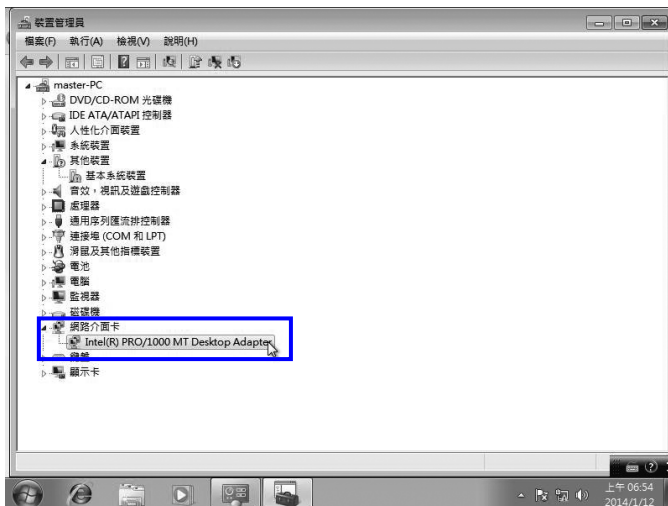 裝置管理員
檔案(F) 執行(A) 檢視(V) 說明(H)
master-PC
DVD/CD-ROM 光碟機
IDE ATA/ATAPI 控制器
人性化介面裝置
系統裝置
其他裝置
基本系統裝置
音效，視訊及遊戲控制器
處理器
通用序列匯流排控制器
連接埠 (COM 和 LPT)
滑鼠及其他指標裝置
電池
電腦
監視器
磁碟機
網路介面卡
Intel(R) PRO/1000 MT Desktop Adapter
鍵盤
顯示卡
上午 06:54
2014/1/12